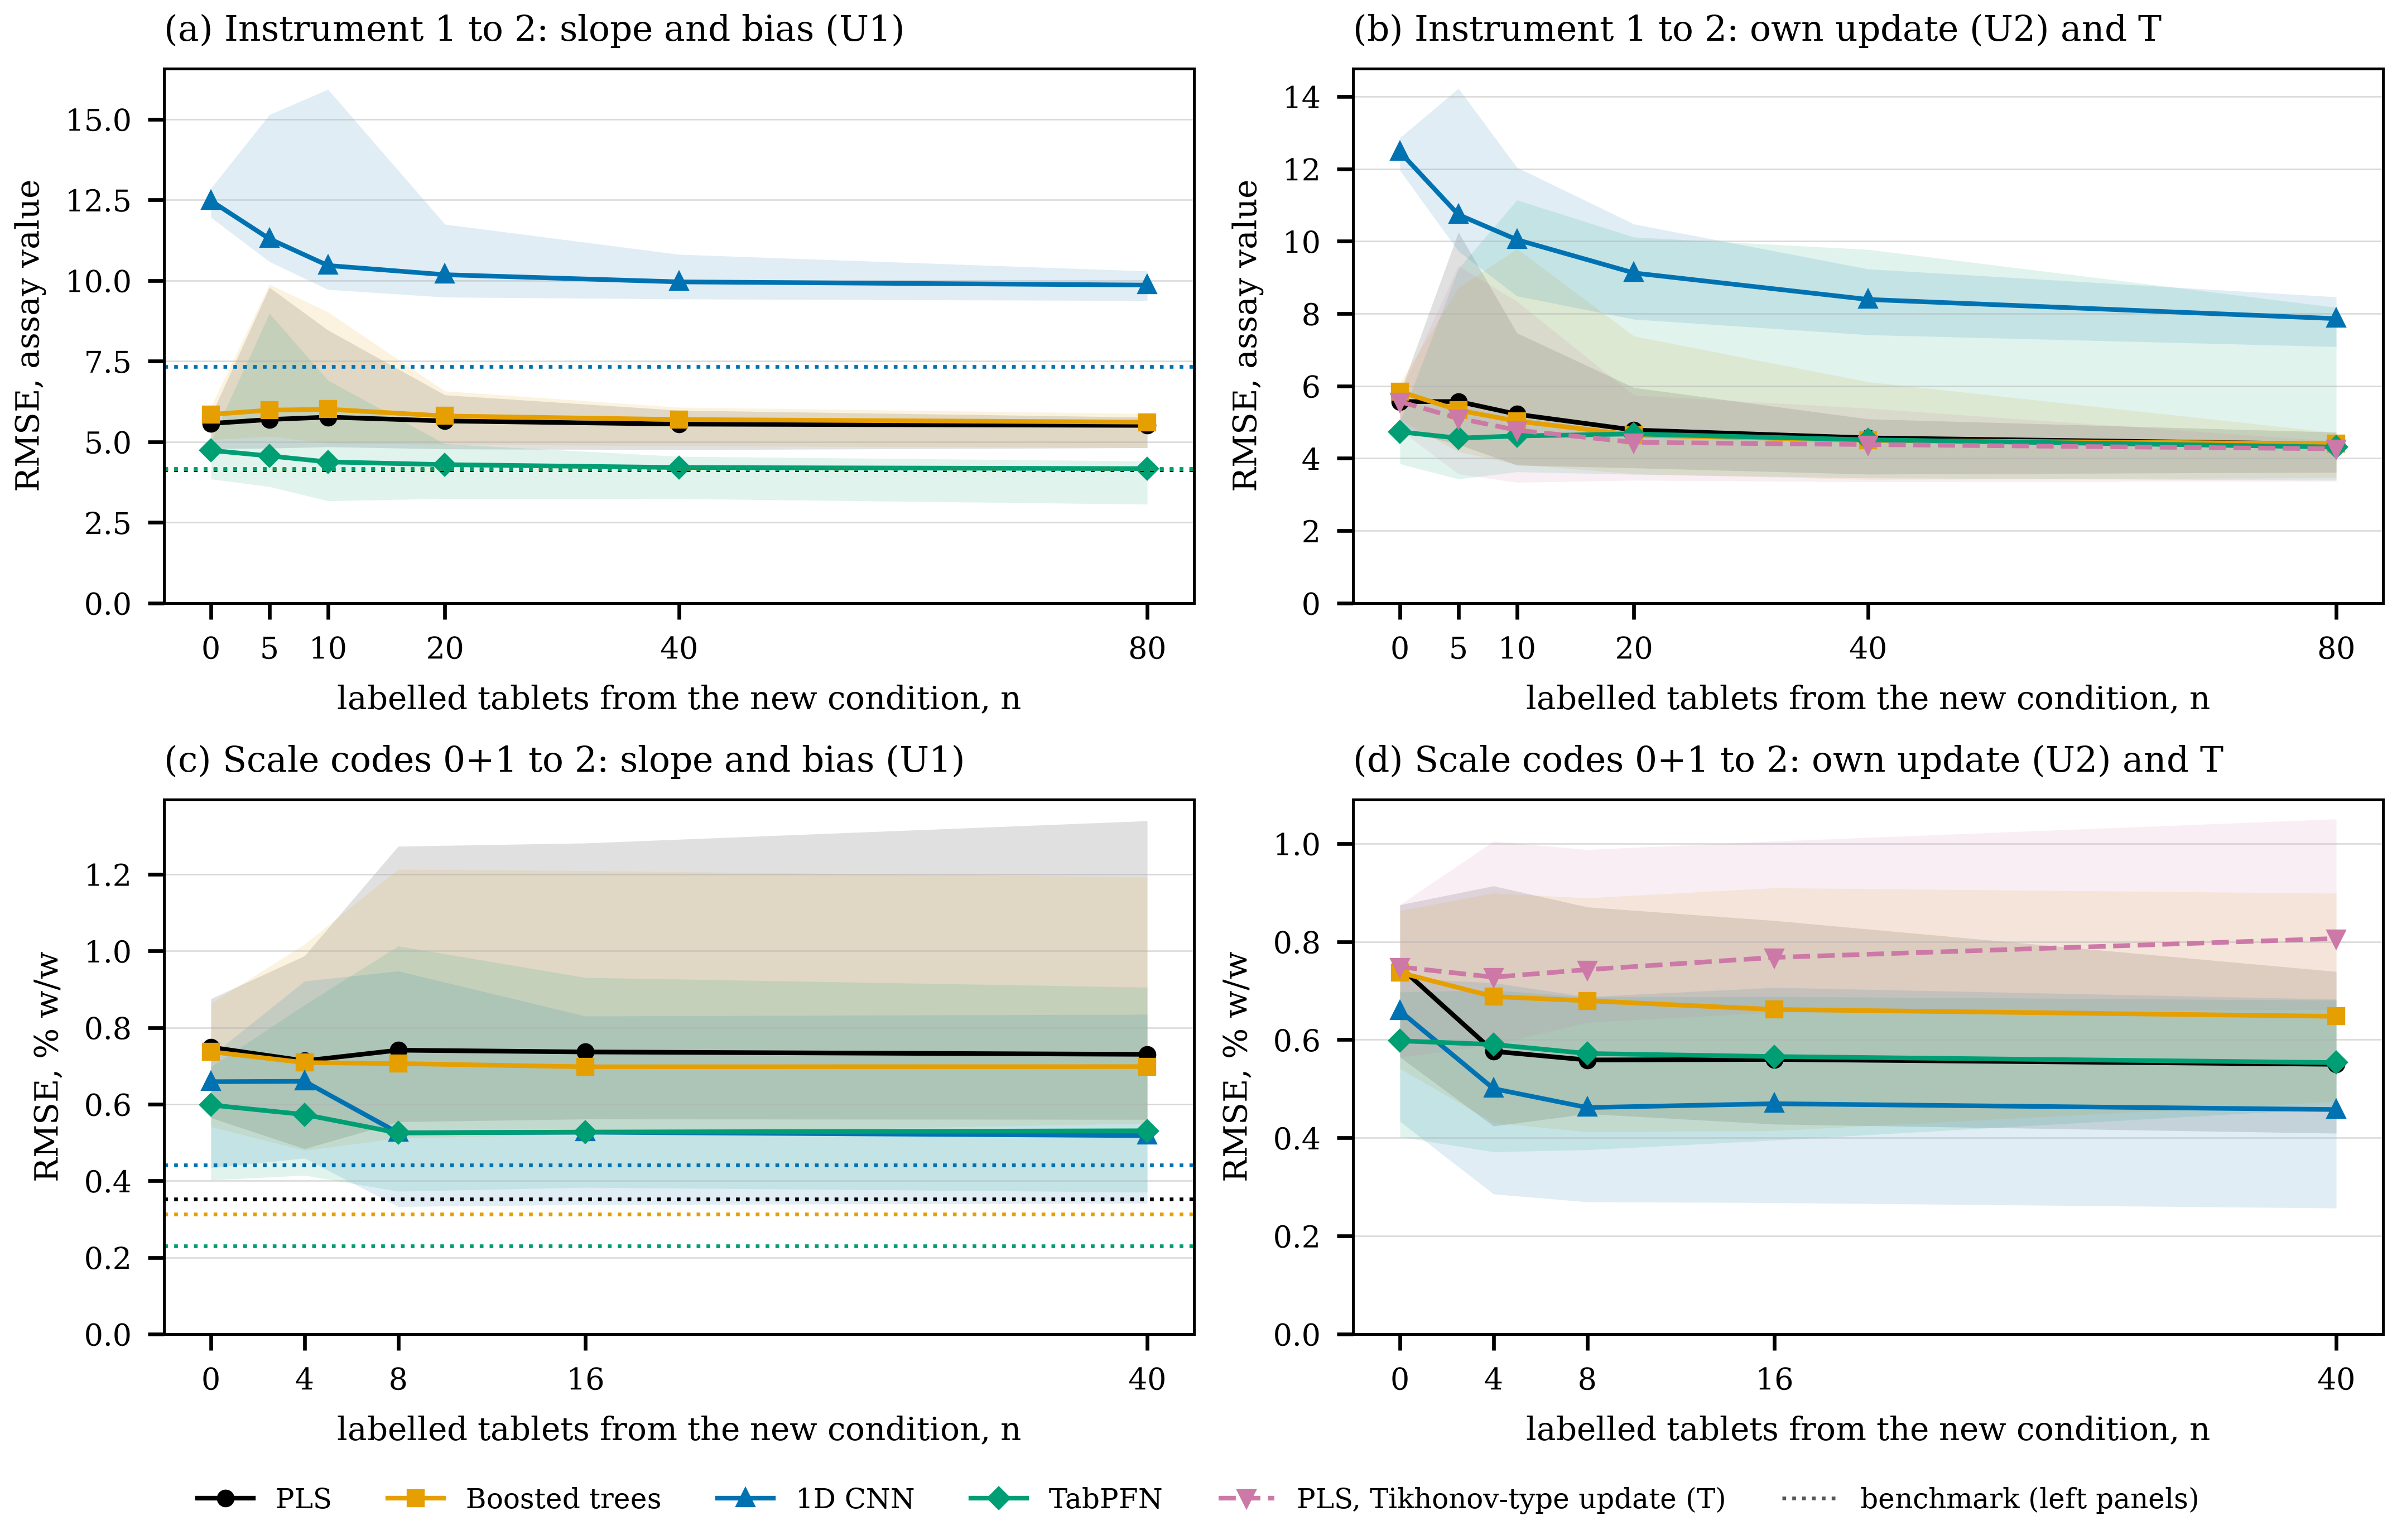 (a) Instrument 1 to 2: slope and bias (U1)
RMSE, assay value
15.0
12.5
10.0
7.5
5.0
2.5
0.0
0 5 10 20 40 80
labelled tablets from the new condition, n
(b) Instrument 1 to 2: own update (U2) and T
RMSE, assay value
14
12
10
8
6
4
2
0
0 5 10 20 40 80
labelled tablets from the new condition, n
(c) Scale codes 0+1 to 2: slope and bias (U1)
RMSE, % w/w
1.2
1.0
0.8
0.6
0.4
0.2
0.0
0 4 8 16 40
labelled tablets from the new condition, n
(d) Scale codes 0+1 to 2: own update (U2) and T
RMSE, % w/w
1.0
0.8
0.6
0.4
0.2
0.0
0 4 8 16 40
labelled tablets from the new condition, n
PLS Boosted trees 1D CNN TabPFN PLS, Tikhonov-type update (T) benchmark (left panels)